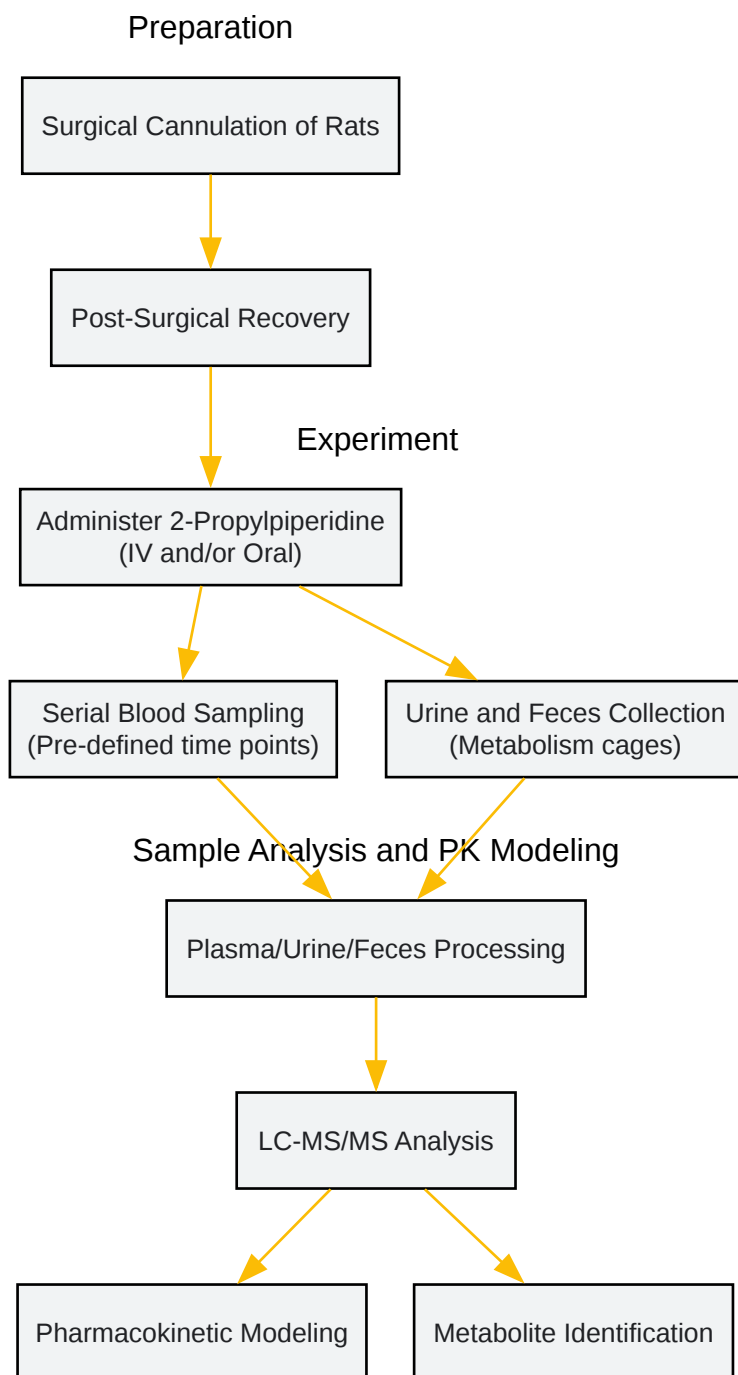 Preparation
Surgical Cannulation of Rats
Post-Surgical Recovery
Experiment
Administer 2-Propylpiperidine
(IV and/or Oral)
Serial Blood Sampling
(Pre-defined time points)
Urine and Feces Collection
(Metabolism cages)
Sample Analysis and PK Modeling
Plasma/Urine/Feces Processing
LC-MS/MS Analysis
Pharmacokinetic Modeling
Metabolite Identification